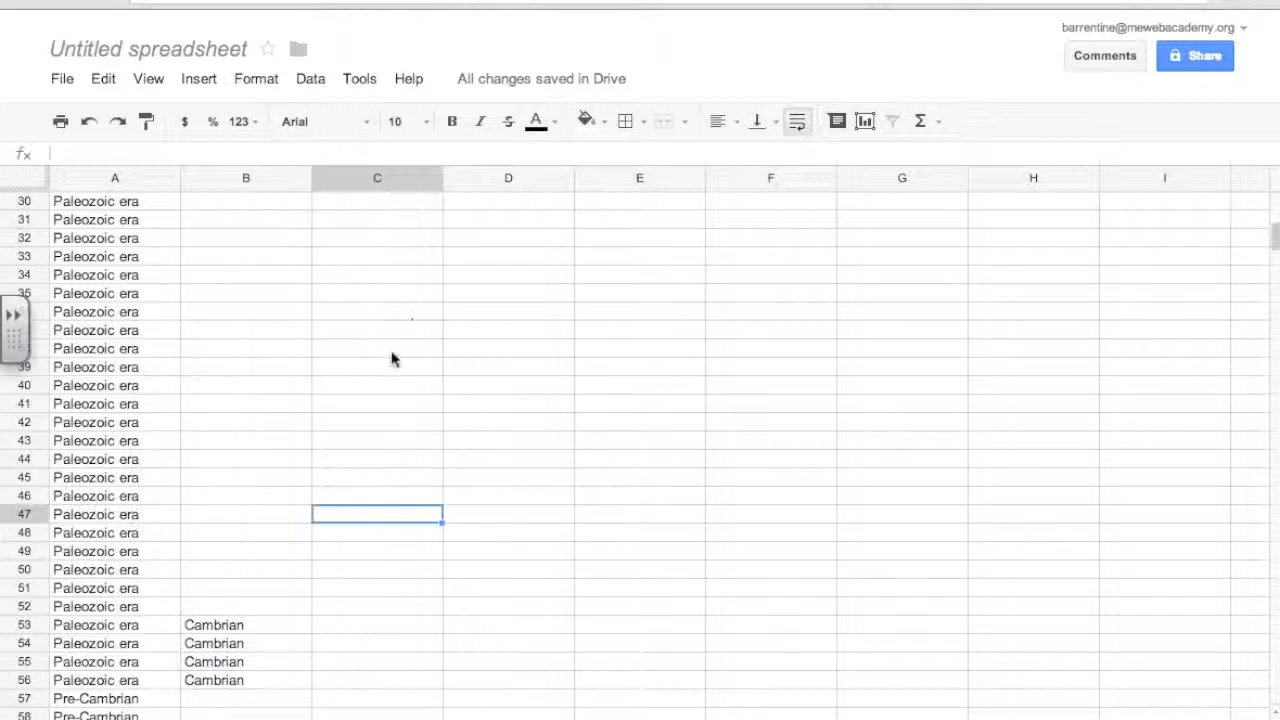 barrentine@mewebacademy.org
Untitled spreadsheet
Comments Share
File Edit View Insert Format Data Tools Help All changes saved in Drive
$ % 123 Arial 10 B I S A Σ
fx
A B C D E F G H I
30 Paleozoic era
31 Paleozoic era
32 Paleozoic era
33 Paleozoic era
34 Paleozoic era
35 Paleozoic era
Paleozoic era
Paleozoic era
Paleozoic era
39 Paleozoic era
40 Paleozoic era
41 Paleozoic era
42 Paleozoic era
43 Paleozoic era
44 Paleozoic era
45 Paleozoic era
46 Paleozoic era
47 Paleozoic era
48 Paleozoic era
49 Paleozoic era
50 Paleozoic era
51 Paleozoic era
52 Paleozoic era
53 Paleozoic era Cambrian
54 Paleozoic era Cambrian
55 Paleozoic era Cambrian
56 Paleozoic era Cambrian
57 Pre-Cambrian
58 Pre-Cambrian